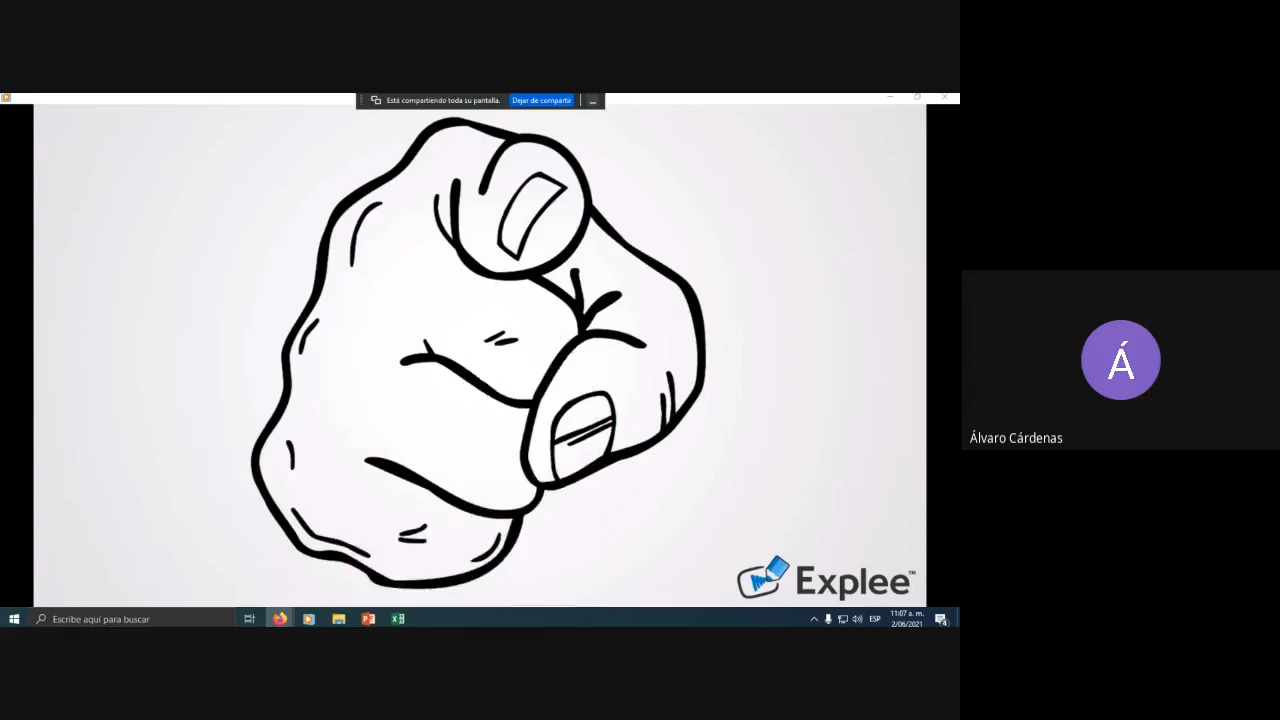 Está compartiendo toda su pantalla. Dejar de compartir
Á
Álvaro Cárdenas
Explee™
Escribe aquí para buscar
ESP
11:07 a. m.
2/06/2021